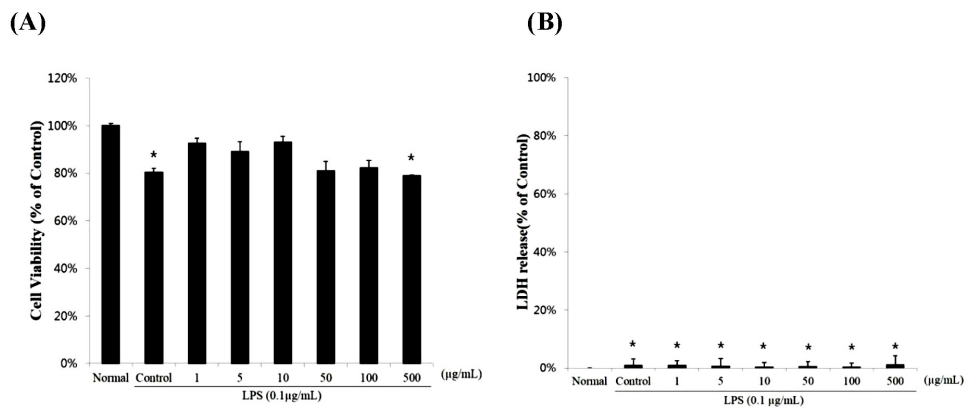 (A)
(B)
Cell Viability (% of Control)
120%
100%
80%
60%
40%
20%
0%
*
*
Normal Control 1 5 10 50 100 500 (µg/mL)
LPS (0.1µg/mL)
LDH release(% of Control)
100%
80%
60%
40%
20%
0%
* * * * * * *
Normal Control 1 5 10 50 100 500 (µg/mL)
LPS (0.1 µg/mL)